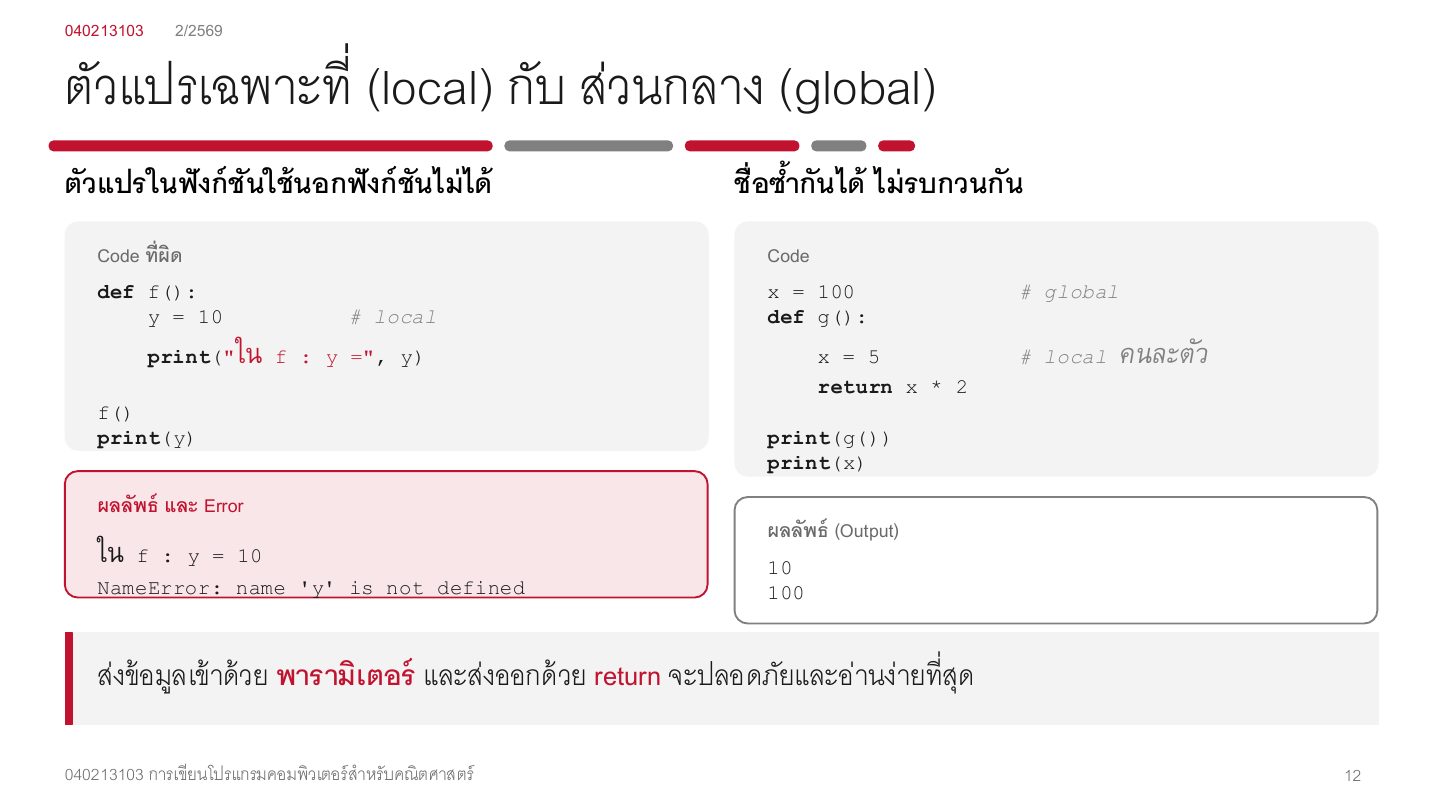 040213103 2/2569
ตัวแปรเฉพาะที่ (local) กับ ส่วนกลาง (global)
ตัวแปรในฟังก์ชันใช้นอกฟังก์ชันไม่ได้
Code ที่ผิด
def f():
    y = 10          # local
    print("ใน f : y =", y)

f()
print(y)
ผลลัพธ์ และ Error
ใน f : y = 10
NameError: name 'y' is not defined
ชื่อซ้ำกันได้ ไม่รบกวนกัน
Code
x = 100             # global
def g():
    x = 5           # local คนละตัว
    return x * 2

print(g())
print(x)
ผลลัพธ์ (Output)
10
100
ส่งข้อมูลเข้าด้วย พารามิเตอร์ และส่งออกด้วย return จะปลอดภัยและอ่านง่ายที่สุด
040213103 การเขียนโปรแกรมคอมพิวเตอร์สำหรับคณิตศาสตร์ 12